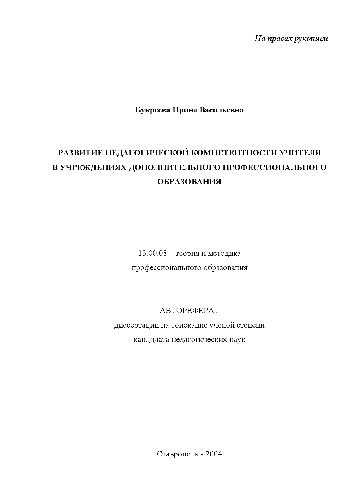 На правах рукописи
Ирина Васильевна
РАЗВИТИЕ ПЕДАГОГИЧЕСКОЙ КОМПЕТЕНТНОСТИ УЧИТЕЛЯ
В УЧРЕЖДЕНИЯХ ДОПОЛНИТЕЛЬНОГО ПРОФЕССИОНАЛЬНОГО
ОБРАЗОВАНИЯ
13.00.08 – теория и методика
профессионального образования
АВТОРЕФЕРАТ
диссертации на соискание ученой степени
кандидата педагогических наук
Ставрополь - 2004